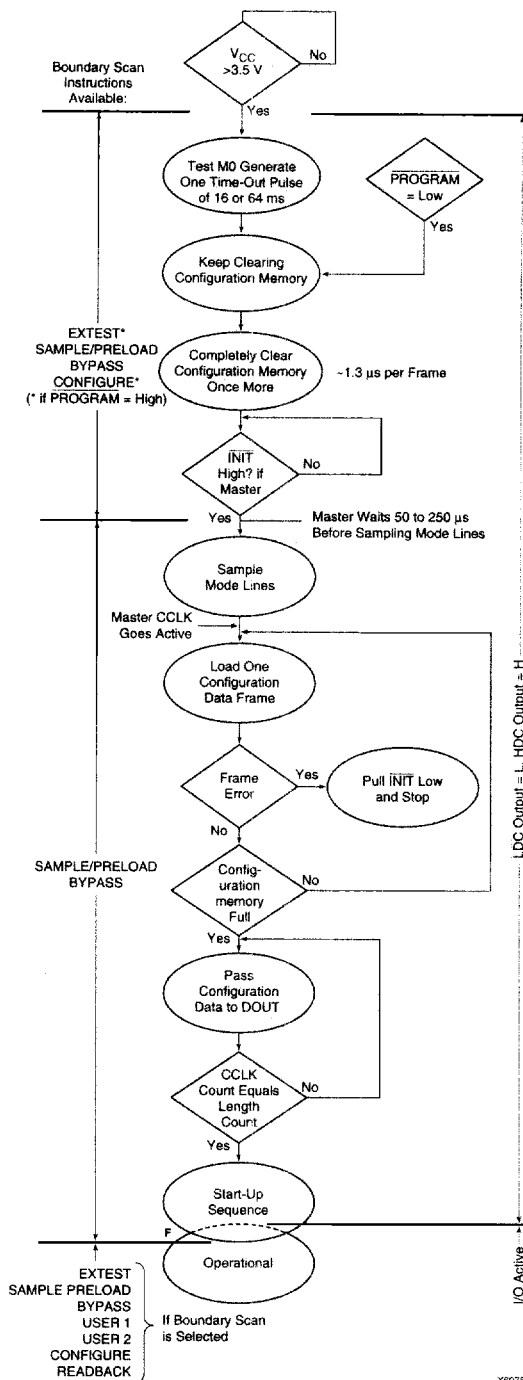 Boundary Scan
Instructions
Available:
VCC
>3.5 V
No
Yes
Test M0 Generate
One Time-Out Pulse
of 16 or 64 ms
PROGRAM
= Low
Yes
Keep Clearing
Configuration Memory
EXTEST*
SAMPLE/PRELOAD
BYPASS
CONFIGURE*
(* if PROGRAM = High)
Completely Clear
Configuration Memory
Once More
~1.3 µs per Frame
INIT
High? if
Master
No
Yes
Master Waits 50 to 250 µs
Before Sampling Mode Lines
Sample
Mode Lines
Master CCLK
Goes Active
Load One
Configuration
Data Frame
Frame
Error
Yes
Pull INIT Low
and Stop
No
SAMPLE/PRELOAD
BYPASS
Config-
uration
memory
Full
No
Yes
Pass
Configuration
Data to DOUT
CCLK
Count Equals
Length
Count
No
Yes
Start-Up
Sequence
F
Operational
LDC Output = L, HDC Output = H
I/O Active
EXTEST
SAMPLE PRELOAD
BYPASS
USER 1
USER 2
CONFIGURE
READBACK
If Boundary Scan
is Selected